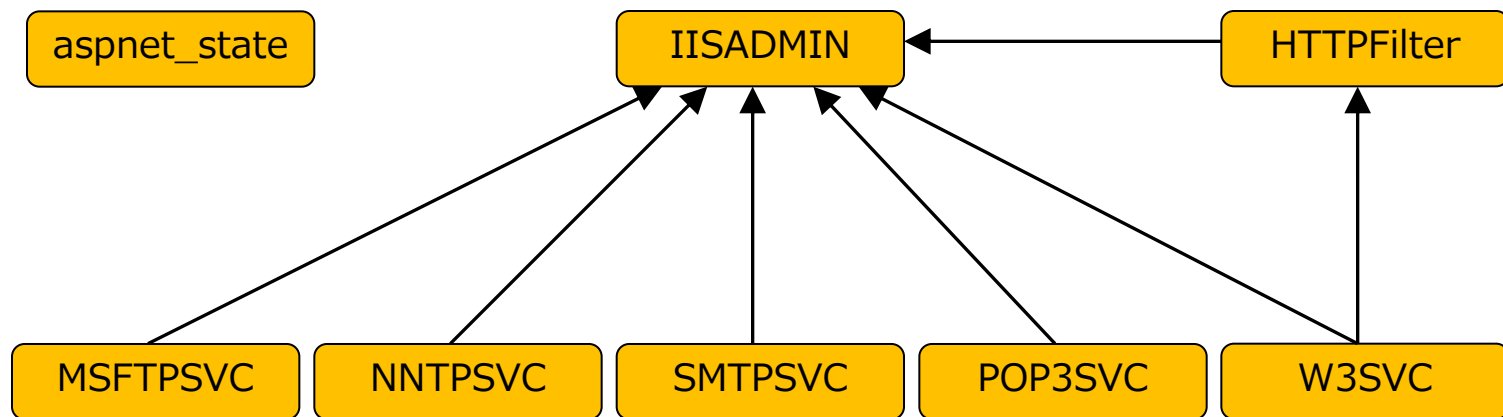 aspnet_state
IISADMIN
HTTPFilter
MSFTPSVC
NNTPSVC
SMTPSVC
POP3SVC
W3SVC